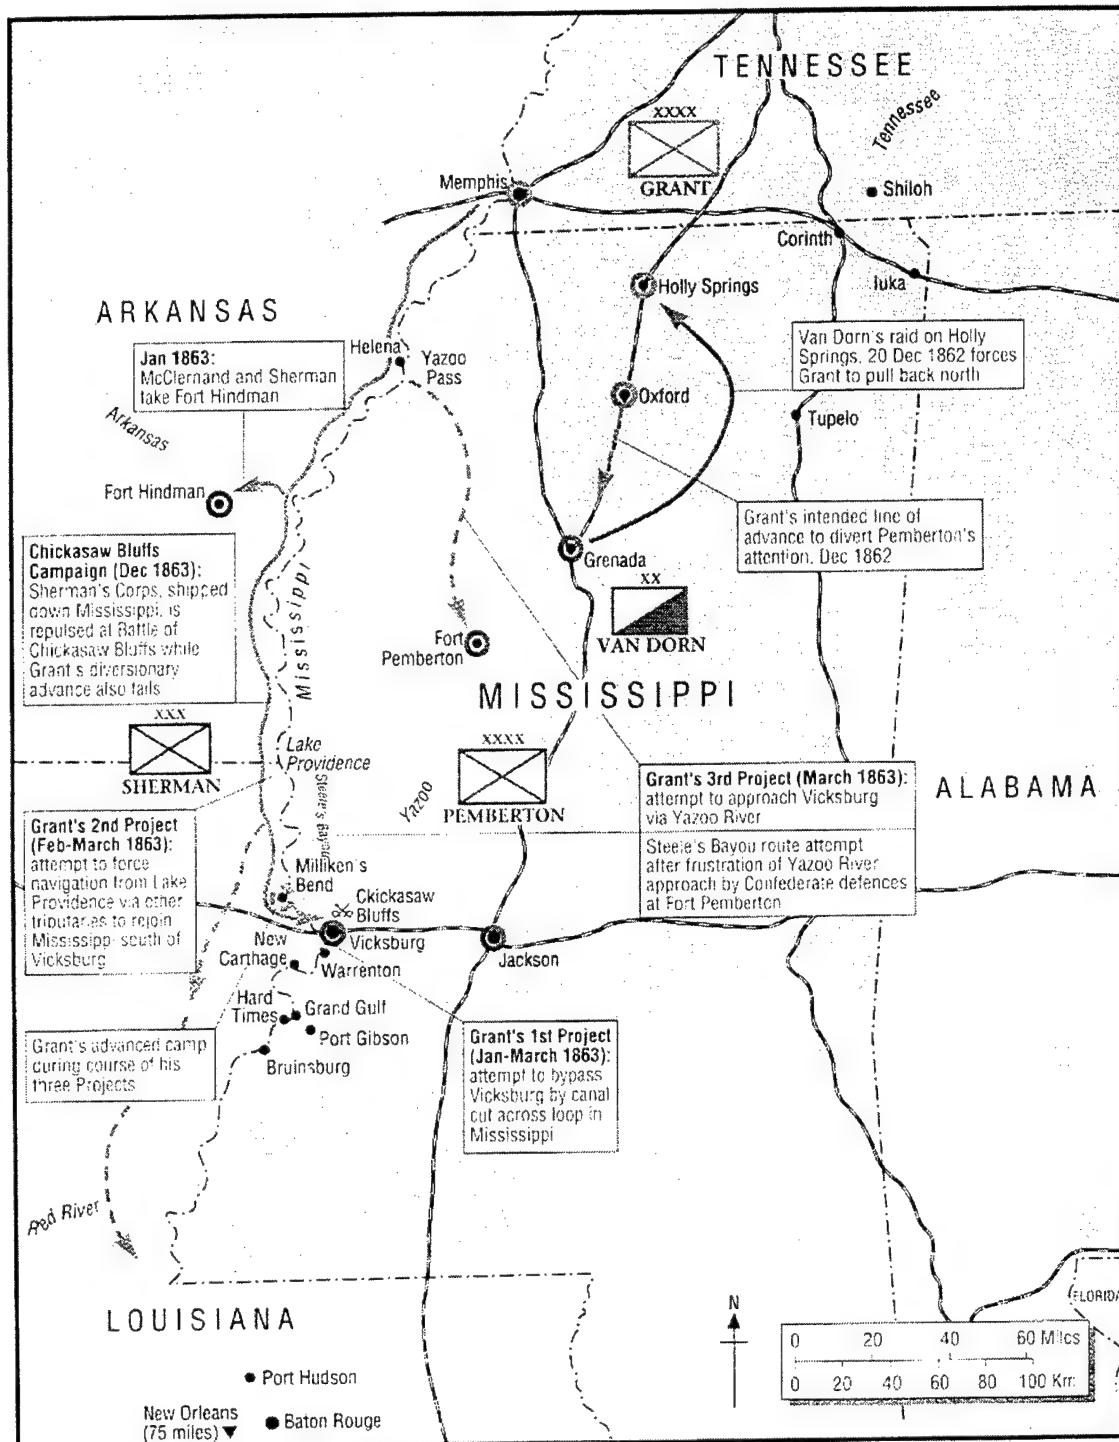 TENNESSEE
Tennessee
XXXX
GRANT
Memphis
Shiloh
Corinth
Iuka
Holly Springs
ARKANSAS
Helena
Yazoo
Pass
Jan 1863:
McClernand and Sherman
take Fort Hindman
Van Dorn's raid on Holly
Springs, 20 Dec 1862 forces
Grant to pull back north
Oxford
Tupelo
Arkansas
Fort Hindman
Grant's intended line of
advance to divert Pemberton's
attention, Dec 1862
Grenada
Chickasaw Bluffs
Campaign (Dec 1863):
Sherman's Corps, shipped
down Mississippi, is
repulsed at Battle of
Chickasaw Bluffs while
Grant's diversionary
advance also fails
Mississippi
XX
VAN DORN
Fort
Pemberton
MISSISSIPPI
XXX
SHERMAN
Lake
Providence
Steele's Bayou
Yazoo
XXXX
PEMBERTON
Grant's 3rd Project (March 1863):
attempt to approach Vicksburg
via Yazoo River
Steele's Bayou route attempt
after frustration of Yazoo River
approach by Confederate defences
at Fort Pemberton
ALABAMA
Grant's 2nd Project
(Feb-March 1863):
attempt to force
navigation from Lake
Providence via other
tributaries to rejoin
Mississippi south of
Vicksburg
Milliken's
Bend
Ckickasaw
Bluffs
Vicksburg
Jackson
New
Carthage
Warrenton
Hard
Times
Grand Gulf
Port Gibson
Bruinsburg
Grant's advanced camp
during course of his
three Projects
Grant's 1st Project
(Jan-March 1863):
attempt to bypass
Vicksburg by canal
cut across loop in
Mississippi
Red River
LOUISIANA
N
FLORIDA
0 20 40 60 Miles
0 20 40 60 80 100 Km
Port Hudson
New Orleans
(75 miles)
Baton Rouge